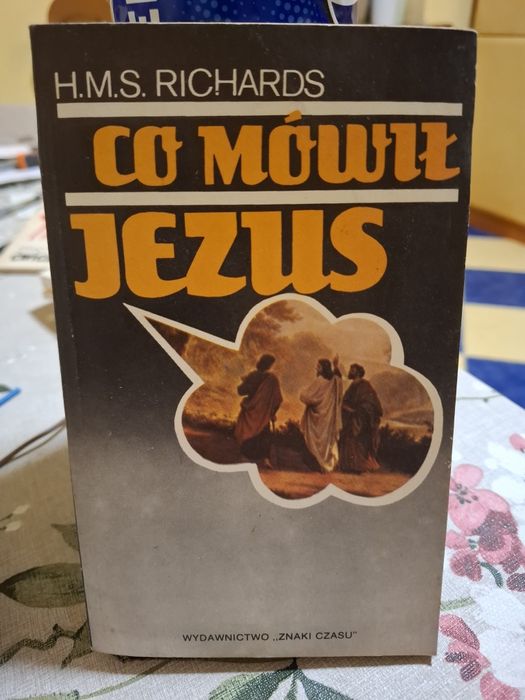 H.M.S. RICHARDS
CO MÓWIŁ
JEZUS
WYDAWNICTWO „ZNAKI CZASU"